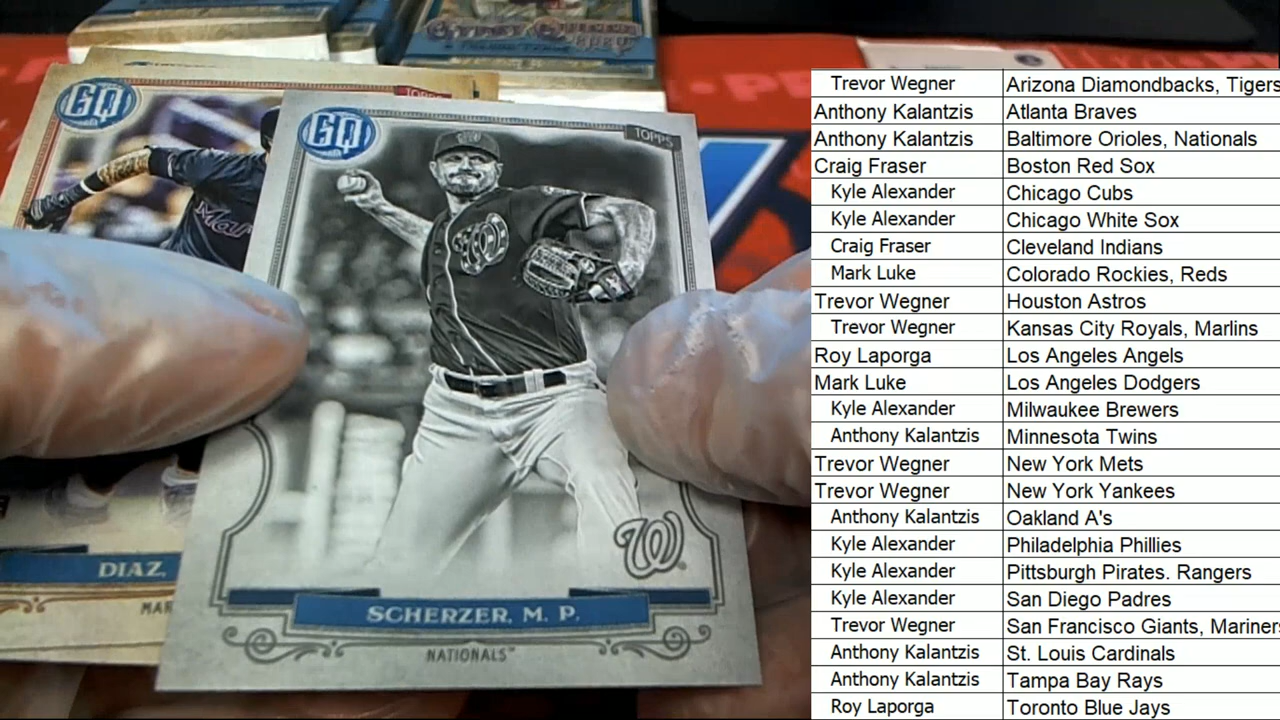 GYPSY QUEEN
GQ
TOPPS
GQ
TOPPS
Mar
W
DIAZ,
MAR
SCHERZER, M. P.
NATIONALS
Trevor Wegner Arizona Diamondbacks, Tigers
Anthony Kalantzis Atlanta Braves
Anthony Kalantzis Baltimore Orioles, Nationals
Craig Fraser Boston Red Sox
Kyle Alexander Chicago Cubs
Kyle Alexander Chicago White Sox
Craig Fraser Cleveland Indians
Mark Luke Colorado Rockies, Reds
Trevor Wegner Houston Astros
Trevor Wegner Kansas City Royals, Marlins
Roy Laporga Los Angeles Angels
Mark Luke Los Angeles Dodgers
Kyle Alexander Milwaukee Brewers
Anthony Kalantzis Minnesota Twins
Trevor Wegner New York Mets
Trevor Wegner New York Yankees
Anthony Kalantzis Oakland A's
Kyle Alexander Philadelphia Phillies
Kyle Alexander Pittsburgh Pirates. Rangers
Kyle Alexander San Diego Padres
Trevor Wegner San Francisco Giants, Mariners
Anthony Kalantzis St. Louis Cardinals
Anthony Kalantzis Tampa Bay Rays
Roy Laporga Toronto Blue Jays